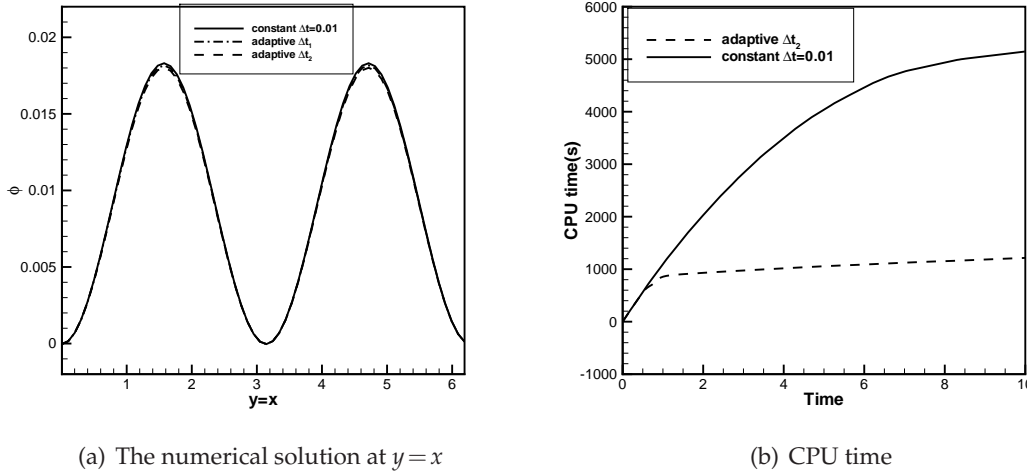 constant Δt=0.01
adaptive Δt₁
adaptive Δt₂
0.02
0.015
0.01
0.005
0
ϕ
1 2 3 4 5 6
y=x
(a) The numerical solution at y = x
adaptive Δt₂
constant Δt=0.01
6000
5000
4000
3000
2000
1000
0
-1000
CPU time(s)
0 2 4 6 8 10
Time
(b) CPU time